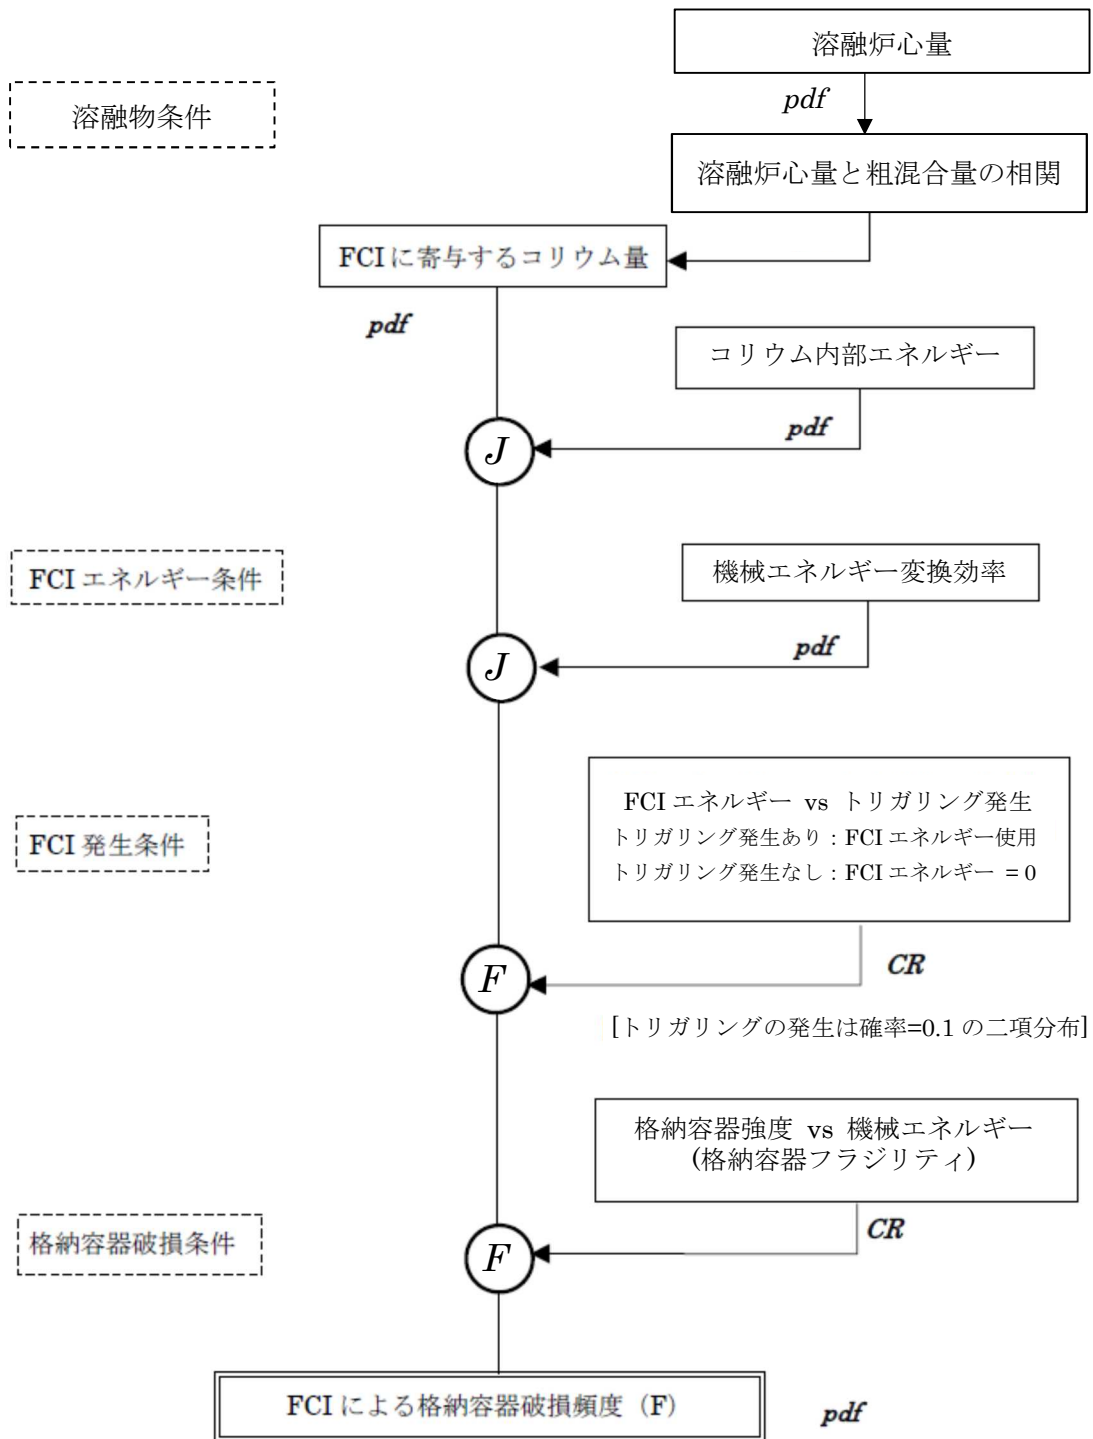 溶融炉心量
pdf
溶融物条件
溶融炉心量と粗混合量の相関
FCIに寄与するコリウム量
pdf
コリウム内部エネルギー
pdf
J
FCIエネルギー条件
機械エネルギー変換効率
pdf
J
FCIエネルギー vs トリガリング発生
トリガリング発生あり：FCIエネルギー使用
トリガリング発生なし：FCIエネルギー = 0
FCI発生条件
CR
F
[トリガリングの発生は確率=0.1の二項分布]
格納容器強度 vs 機械エネルギー
(格納容器フラジリティ)
格納容器破損条件
CR
F
FCIによる格納容器破損頻度（F）
pdf